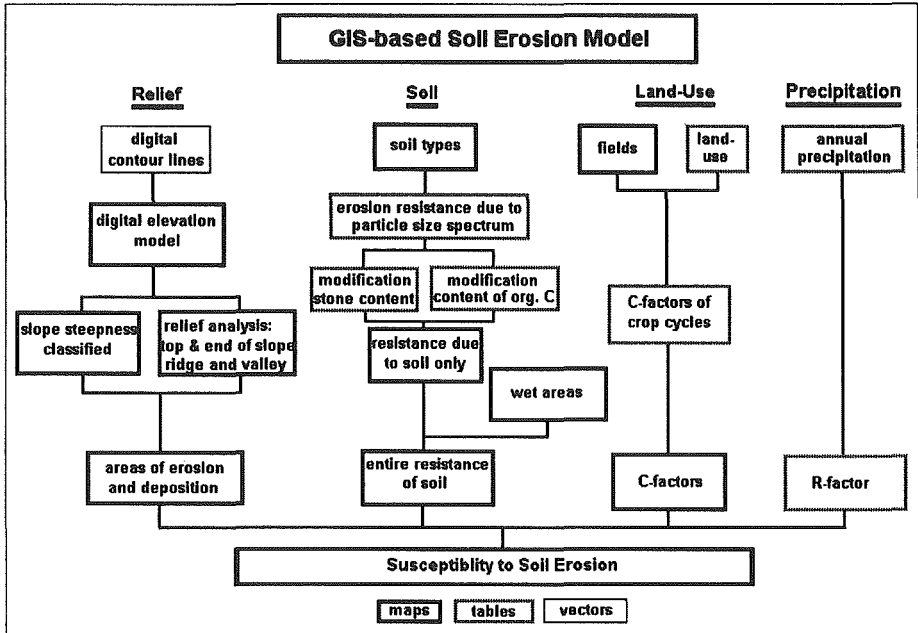 GIS-based Soil Erosion Model
Relief
Soil
Land-Use
Precipitation
digital
contour lines
soil types
fields
land-
use
annual
precipitation
digital elevation
model
erosion resistance due to
particle size spectrum
modification
stone content
modification
content of org. C
C-factors of
crop cycles
slope steepness
classified
relief analysis:
top & end of slope
ridge and valley
resistance due
to soil only
wet areas
areas of erosion
and deposition
entire resistance
of soil
C-factors
R-factor
Susceptiblity to Soil Erosion
maps
tables
vectors